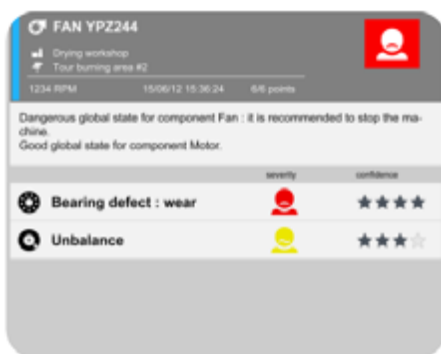 FAN YPZ244
Drying workshop
Tour burning area #2
1234 RPM 15/06/12 15:36:24 6/6 points
Dangerous global state for component Fan : it is recommended to stop the ma-
chine.
Good global state for component Motor.
severity confidence
Bearing defect : wear
Unbalance